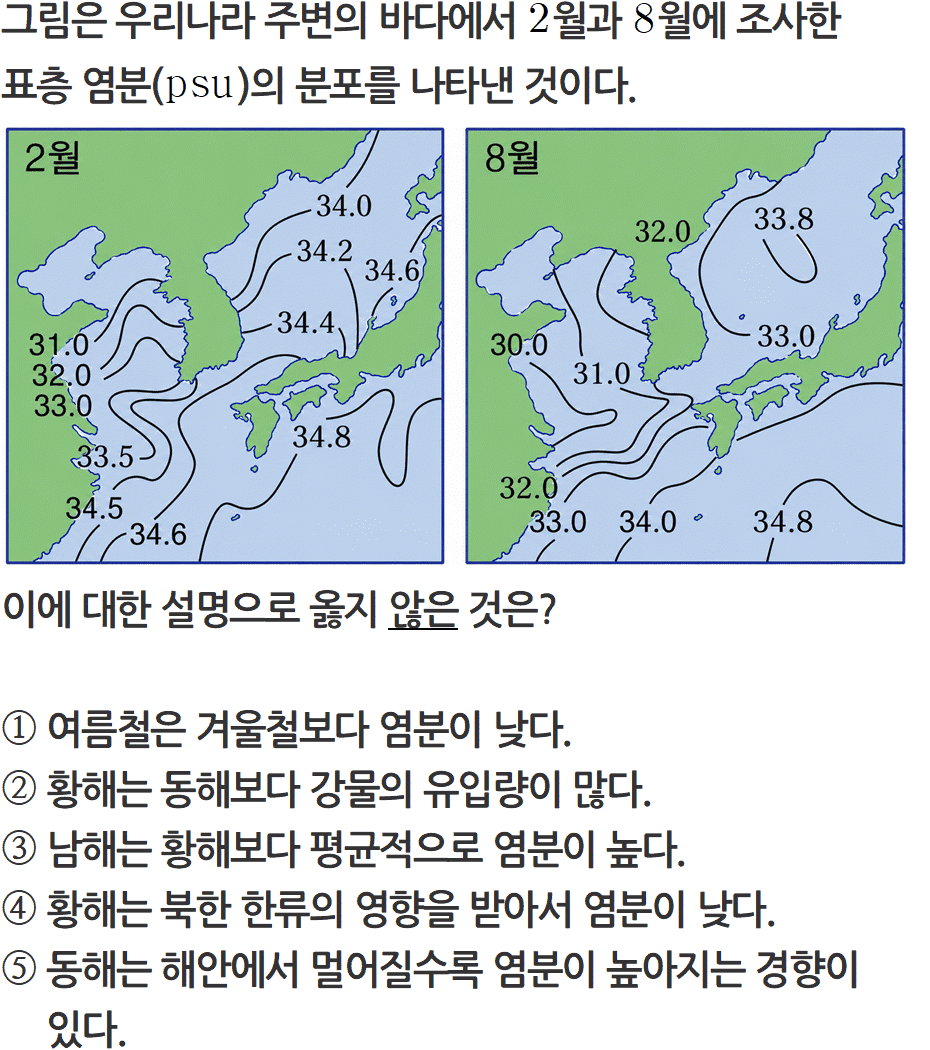 그림은 우리나라 주변의 바다에서 2월과 8월에 조사한
표층 염분(psu)의 분포를 나타낸 것이다.
2월
34.0
34.2
34.6
34.4
31.0
32.0
33.0
34.8
33.5
34.5
34.6
8월
32.0
33.8
33.0
30.0
31.0
32.0
33.0
34.0
34.8
이에 대한 설명으로 옳지 않은 것은?
① 여름철은 겨울철보다 염분이 낮다.
② 황해는 동해보다 강물의 유입량이 많다.
③ 남해는 황해보다 평균적으로 염분이 높다.
④ 황해는 북한 한류의 영향을 받아서 염분이 낮다.
⑤ 동해는 해안에서 멀어질수록 염분이 높아지는 경향이
있다.